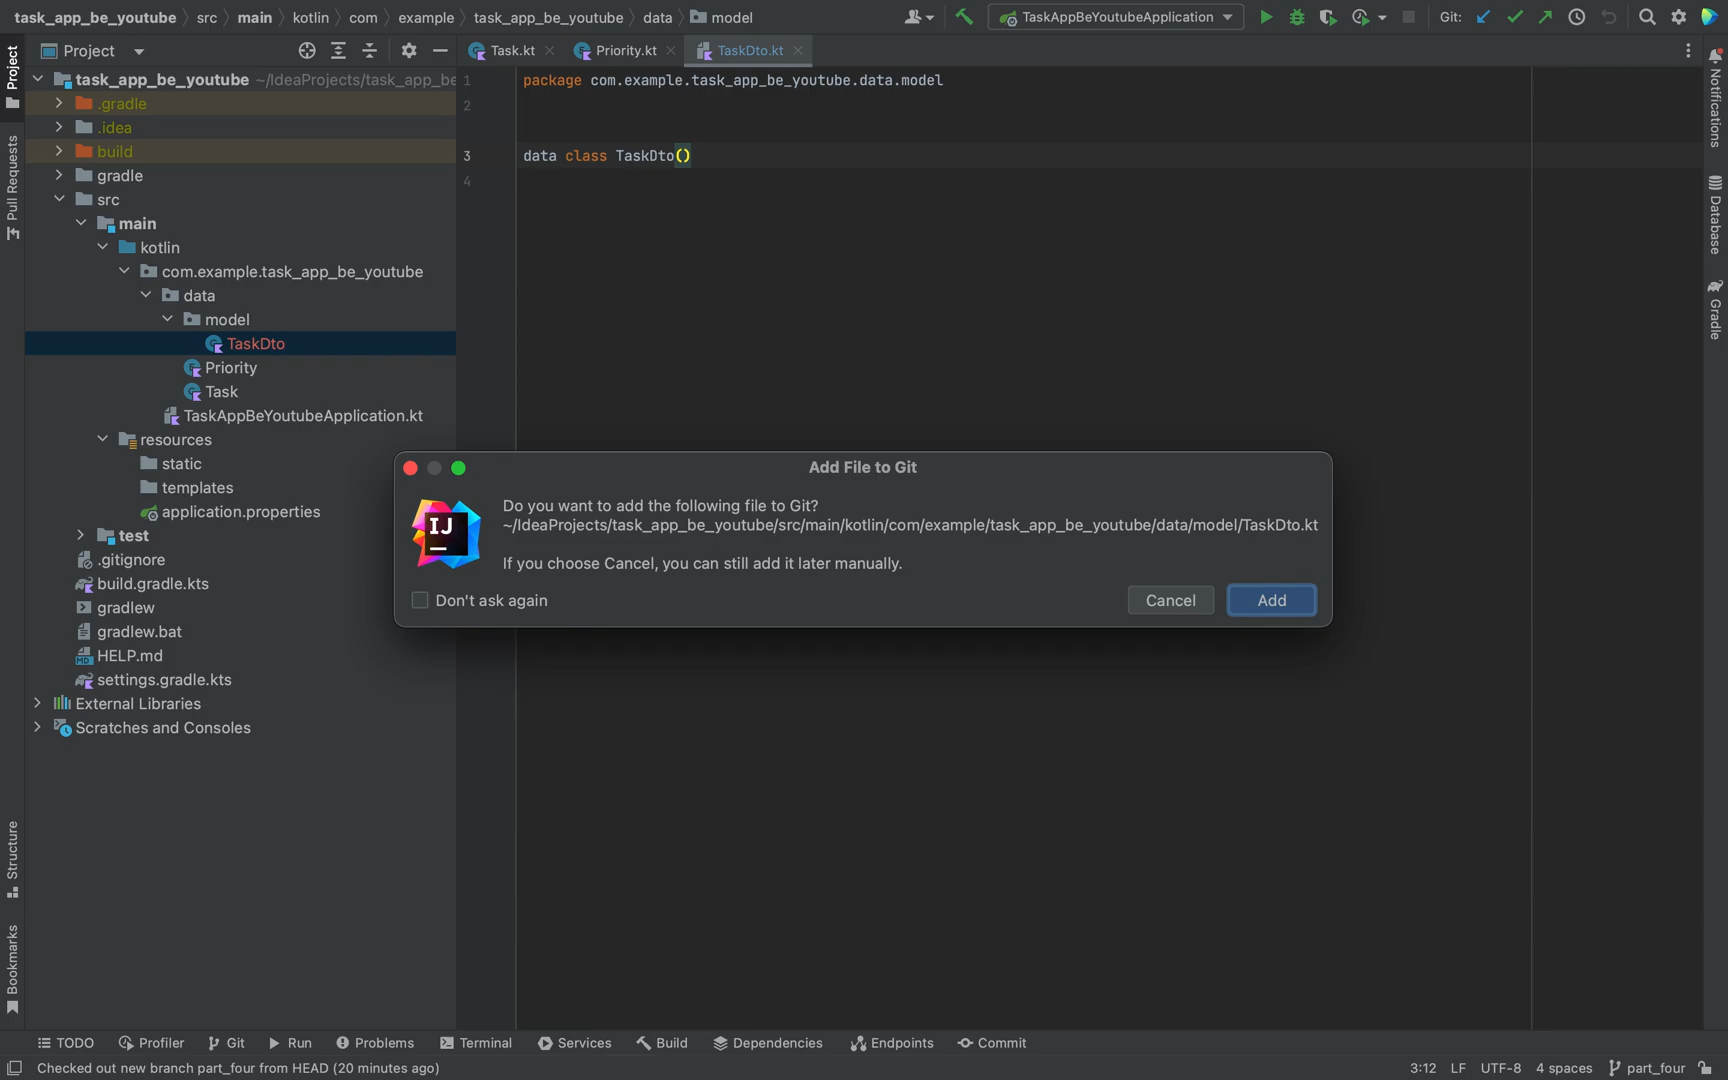 task_app_be_youtube src main kotlin com example task_app_be_youtube data model
TaskAppBeYoutubeApplication
Git:
Project
Task.kt
Priority.kt
TaskDto.kt
Project
Pull Requests
Structure
Bookmarks
task_app_be_youtube ~/IdeaProjects/task_app_be
.gradle
.idea
build
gradle
src
main
kotlin
com.example.task_app_be_youtube
data
model
TaskDto
Priority
Task
TaskAppBeYoutubeApplication.kt
resources
static
templates
application.properties
test
.gitignore
build.gradle.kts
gradlew
gradlew.bat
HELP.md
settings.gradle.kts
External Libraries
Scratches and Consoles
1 package com.example.task_app_be_youtube.data.model
2
3 data class TaskDto()
4
Notifications
Database
Gradle
Add File to Git
IJ
Do you want to add the following file to Git?
~/IdeaProjects/task_app_be_youtube/src/main/kotlin/com/example/task_app_be_youtube/data/model/TaskDto.kt
If you choose Cancel, you can still add it later manually.
Don't ask again
Cancel
Add
TODO Profiler Git Run Problems Terminal Services Build Dependencies Endpoints Commit
Checked out new branch part_four from HEAD (20 minutes ago)
3:12 LF UTF-8 4 spaces part_four